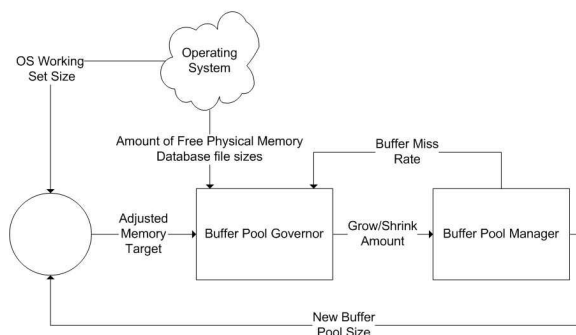 Operating
System
OS Working
Set Size
Amount of Free Physical Memory
Database file sizes
Buffer Miss
Rate
Adjusted
Memory
Target
Buffer Pool Governor
Grow/Shrink
Amount
Buffer Pool Manager
New Buffer
Pool Size